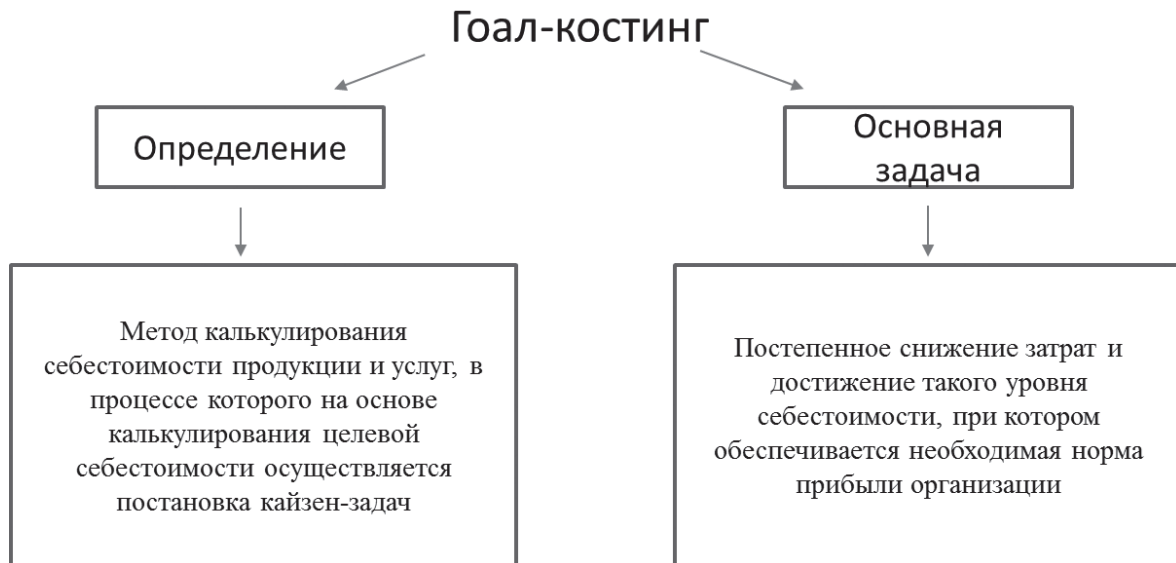 Гоал-костинг
Определение
Основная
задача
Метод калькулирования
себестоимости продукции и услуг, в
процессе которого на основе
калькулирования целевой
себестоимости осуществляется
постановка кайзен-задач
Постепенное снижение затрат и
достижение такого уровня
себестоимости, при котором
обеспечивается необходимая норма
прибыли организации